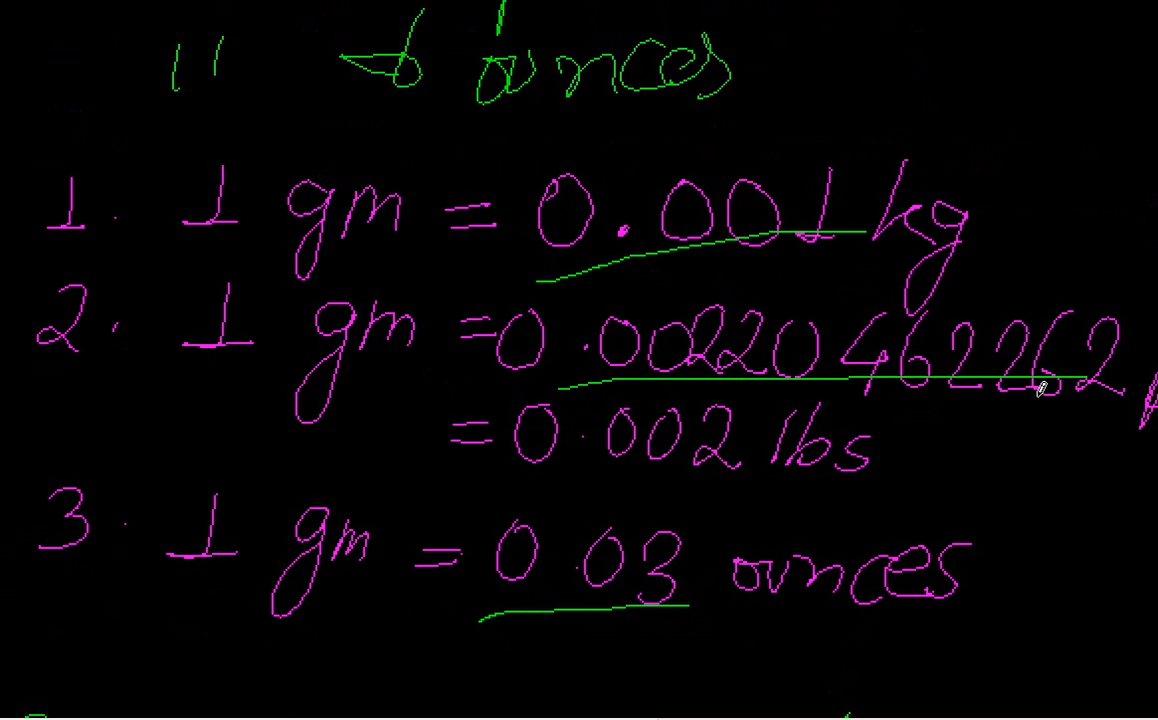 11 → ounces
1. 1 gm = 0.001 kg
2. 1 gm = 0.00220462262
= 0.002 lbs
3. 1 gm = 0.03 ounces